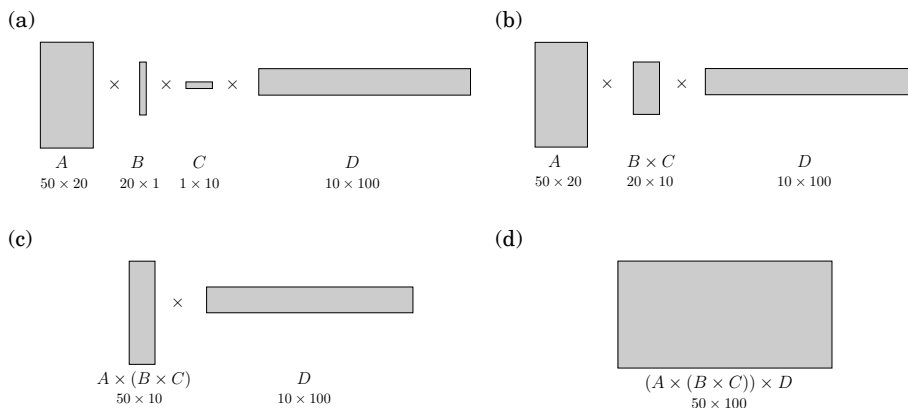 (a)
× × ×
A B C D
50 × 20 20 × 1 1 × 10 10 × 100
(b)
× ×
A B × C D
50 × 20 20 × 10 10 × 100
(c)
×
A × (B × C) D
50 × 10 10 × 100
(d)
(A × (B × C)) × D
50 × 100